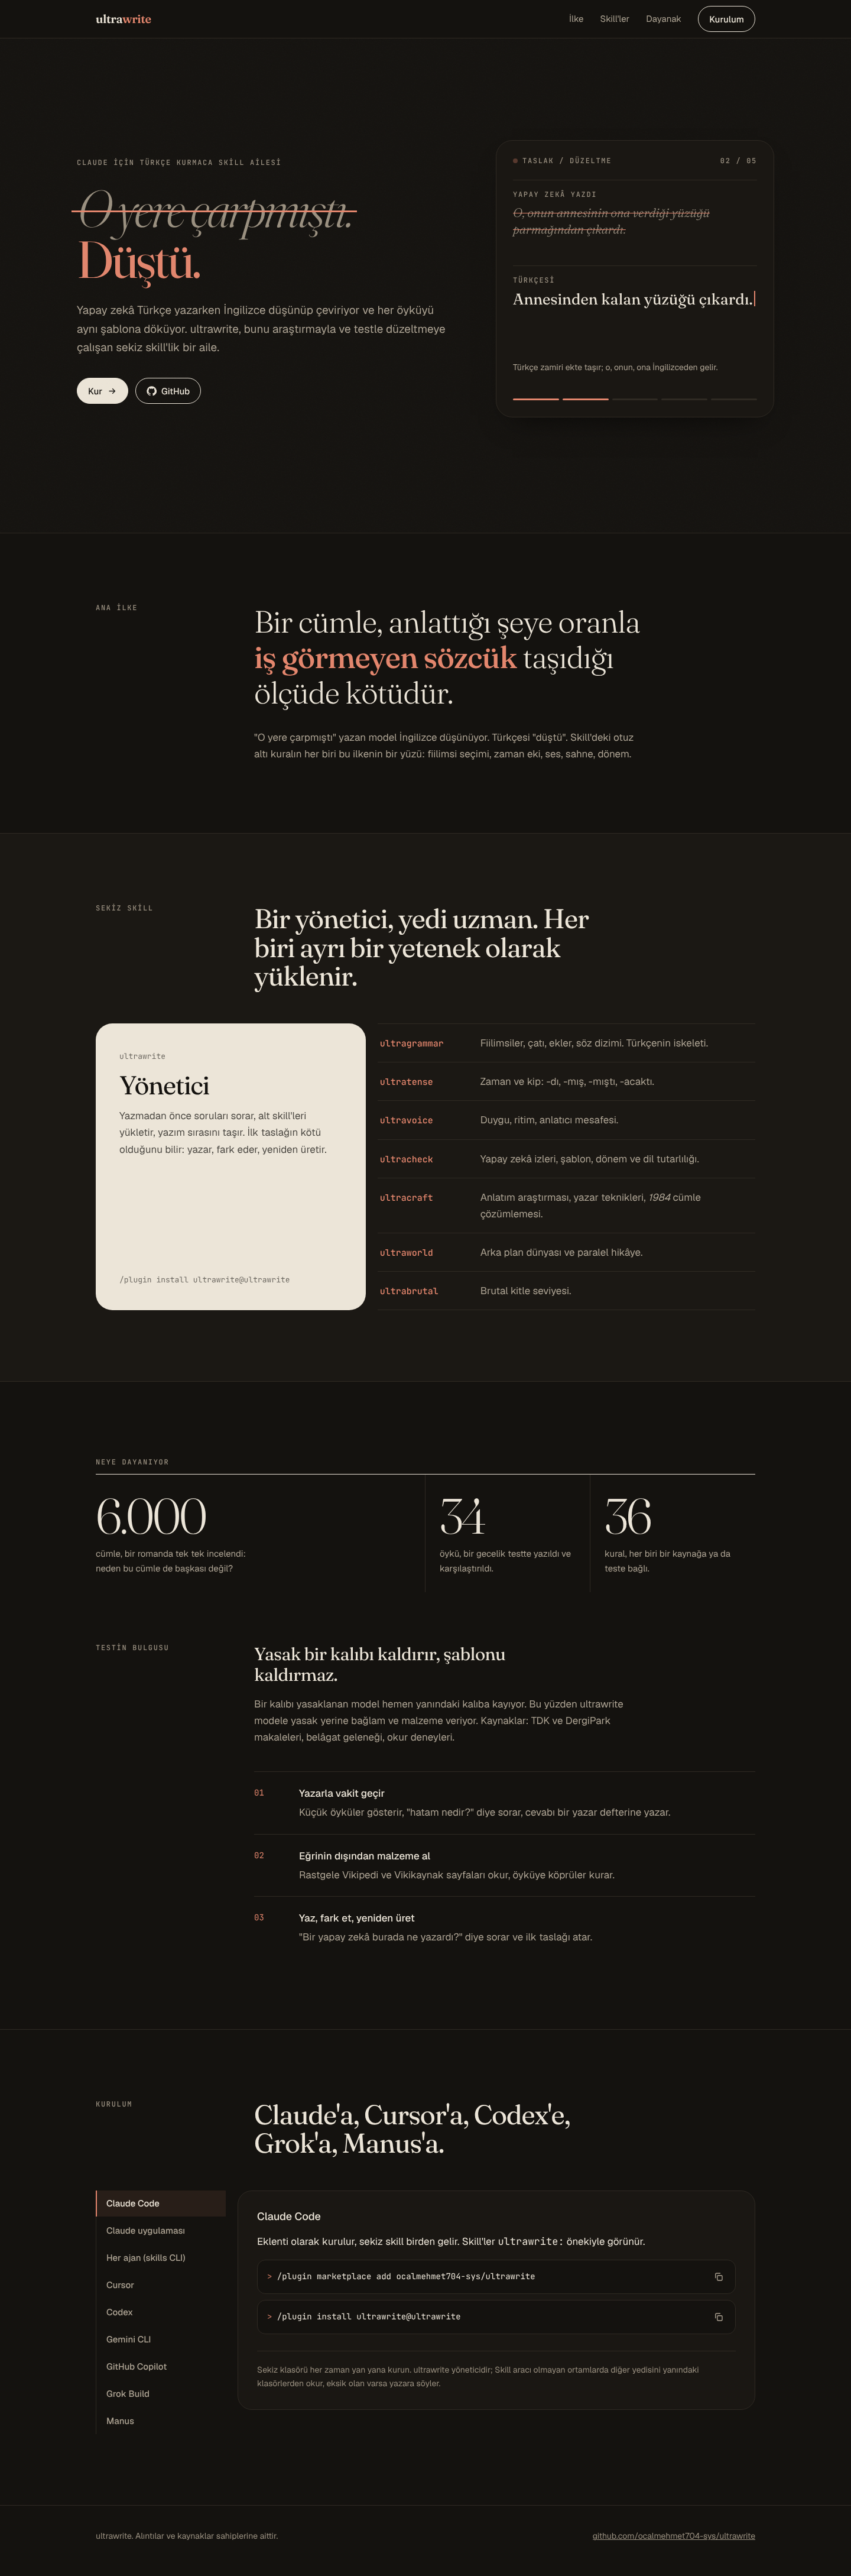 ultrawrite
İlke
Skill'ler
Dayanak
Kurulum
CLAUDE İÇİN TÜRKÇE KURMACA SKİLL AİLESİ
O yere çarpmıştı.
Düştü.
Yapay zekâ Türkçe yazarken İngilizce düşünüp çeviriyor ve her öyküyü
aynı şablona döküyor. ultrawrite, bunu araştırmayla ve testle düzeltmeye
çalışan sekiz skill'lik bir aile.
Kur →
GitHub
TASLAK / DÜZELTME
02 / 05
YAPAY ZEKÂ YAZDI
O, onun annesinin ona verdiği yüzüğü
parmağından çıkardı.
TÜRKÇESİ
Annesinden kalan yüzüğü çıkardı.
Türkçe zamiri ekte taşır; o, onun, ona İngilizceden gelir.
ANA İLKE
Bir cümle, anlattığı şeye oranla
iş görmeyen sözcük taşıdığı
ölçüde kötüdür.
"O yere çarpmıştı" yazan model İngilizce düşünüyor. Türkçesi "düştü". Skill'deki otuz
altı kuralın her biri bu ilkenin bir yüzü: fiilimsi seçimi, zaman eki, ses, sahne, dönem.
SEKİZ SKİLL
Bir yönetici, yedi uzman. Her
biri ayrı bir yetenek olarak
yüklenir.
ultrawrite
Yönetici
Yazmadan önce soruları sorar, alt skill'leri
yükletir, yazım sırasını taşır. İlk taslağın kötü
olduğunu bilir: yazar, fark eder, yeniden üretir.
/plugin install ultrawrite@ultrawrite
ultragrammar
Fiilimsiler, çatı, ekler, söz dizimi. Türkçenin iskeleti.
ultratense
Zaman ve kip: -dı, -mış, -mıştı, -acaktı.
ultravoice
Duygu, ritim, anlatıcı mesafesi.
ultracheck
Yapay zekâ izleri, şablon, dönem ve dil tutarlılığı.
ultracraft
Anlatım araştırması, yazar teknikleri, 1984 cümle
çözümlemesi.
ultraworld
Arka plan dünyası ve paralel hikâye.
ultrabrutal
Brutal kitle seviyesi.
NEYE DAYANIYOR
6.000
cümle, bir romanda tek tek incelendi:
neden bu cümle de başkası değil?
34
öykü, bir gecelik testte yazıldı ve
karşılaştırıldı.
36
kural, her biri bir kaynağa ya da
teste bağlı.
TESTİN BULGUSU
Yasak bir kalıbı kaldırır, şablonu
kaldırmaz.
Bir kalıbı yasaklanan model hemen yanındaki kalıba kayıyor. Bu yüzden ultrawrite
modele yasak yerine bağlam ve malzeme veriyor. Kaynaklar: TDK ve DergiPark
makaleleri, belâgat geleneği, okur deneyleri.
01
Yazarla vakit geçir
Küçük öyküler gösterir, "hatam nedir?" diye sorar, cevabı bir yazar defterine yazar.
02
Eğrinin dışından malzeme al
Rastgele Vikipedi ve Vikikaynak sayfaları okur, öyküye köprüler kurar.
03
Yaz, fark et, yeniden üret
"Bir yapay zekâ burada ne yazardı?" diye sorar ve ilk taslağı atar.
KURULUM
Claude'a, Cursor'a, Codex'e,
Grok'a, Manus'a.
Claude Code
Claude uygulaması
Her ajan (skills CLI)
Cursor
Codex
Gemini CLI
GitHub Copilot
Grok Build
Manus
Claude Code
Eklenti olarak kurulur, sekiz skill birden gelir. Skill'ler ultrawrite: önekiyle görünür.
> /plugin marketplace add ocalmehmet704-sys/ultrawrite
> /plugin install ultrawrite@ultrawrite
Sekiz klasörü her zaman yan yana kurun. ultrawrite yöneticidir; Skill aracı olmayan ortamlarda diğer yedisini yanındaki
klasörlerden okur, eksik olan varsa yazara söyler.
ultrawrite. Alıntılar ve kaynaklar sahiplerine aittir.
github.com/ocalmehmet704-sys/ultrawrite